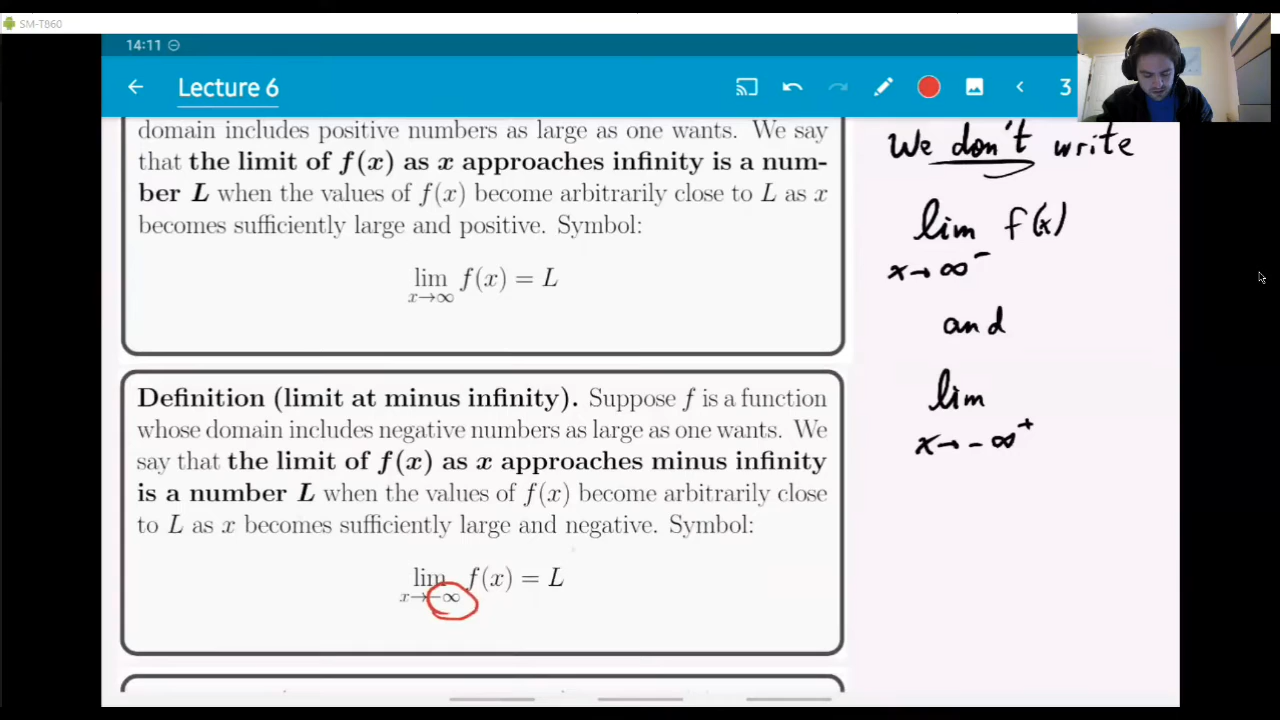 SM-T860
14:11
Lecture 6
3
domain includes positive numbers as large as one wants. We say
that the limit of f(x) as x approaches infinity is a num-
ber L when the values of f(x) become arbitrarily close to L as x
becomes sufficiently large and positive. Symbol:
lim f(x) = L
x→∞
Definition (limit at minus infinity). Suppose f is a function
whose domain includes negative numbers as large as one wants. We
say that the limit of f(x) as x approaches minus infinity
is a number L when the values of f(x) become arbitrarily close
to L as x becomes sufficiently large and negative. Symbol:
lim f(x) = L
x→−∞
We don't write
lim f(x)
x→∞⁻
and
lim
x→−∞⁺